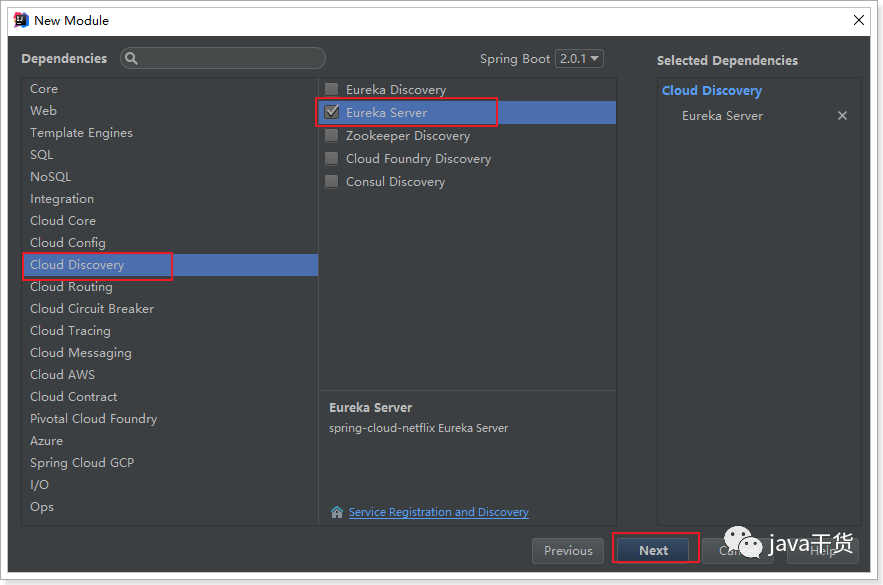 New Module
Dependencies
Spring Boot 2.0.1
Selected Dependencies
Core
Web
Template Engines
SQL
NoSQL
Integration
Cloud Core
Cloud Config
Cloud Discovery
Cloud Routing
Cloud Circuit Breaker
Cloud Tracing
Cloud Messaging
Cloud AWS
Cloud Contract
Pivotal Cloud Foundry
Azure
Spring Cloud GCP
I/O
Ops
Eureka Discovery
Eureka Server
Zookeeper Discovery
Cloud Foundry Discovery
Consul Discovery
Eureka Server
spring-cloud-netflix Eureka Server
Service Registration and Discovery
Cloud Discovery
Eureka Server
Previous
Next
Help
java干货